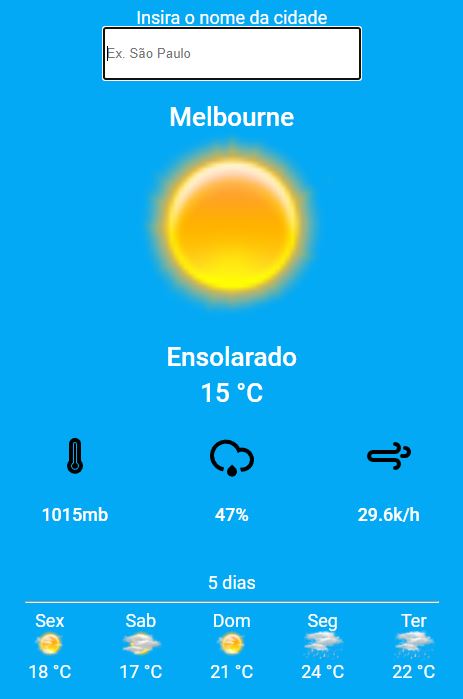 Insira o nome da cidade
Ex. São Paulo
Melbourne
Ensolarado
15 °C
1015mb 47% 29.6k/h
5 dias
Sex Sab Dom Seg Ter
18 °C 17 °C 21 °C 24 °C 22 °C